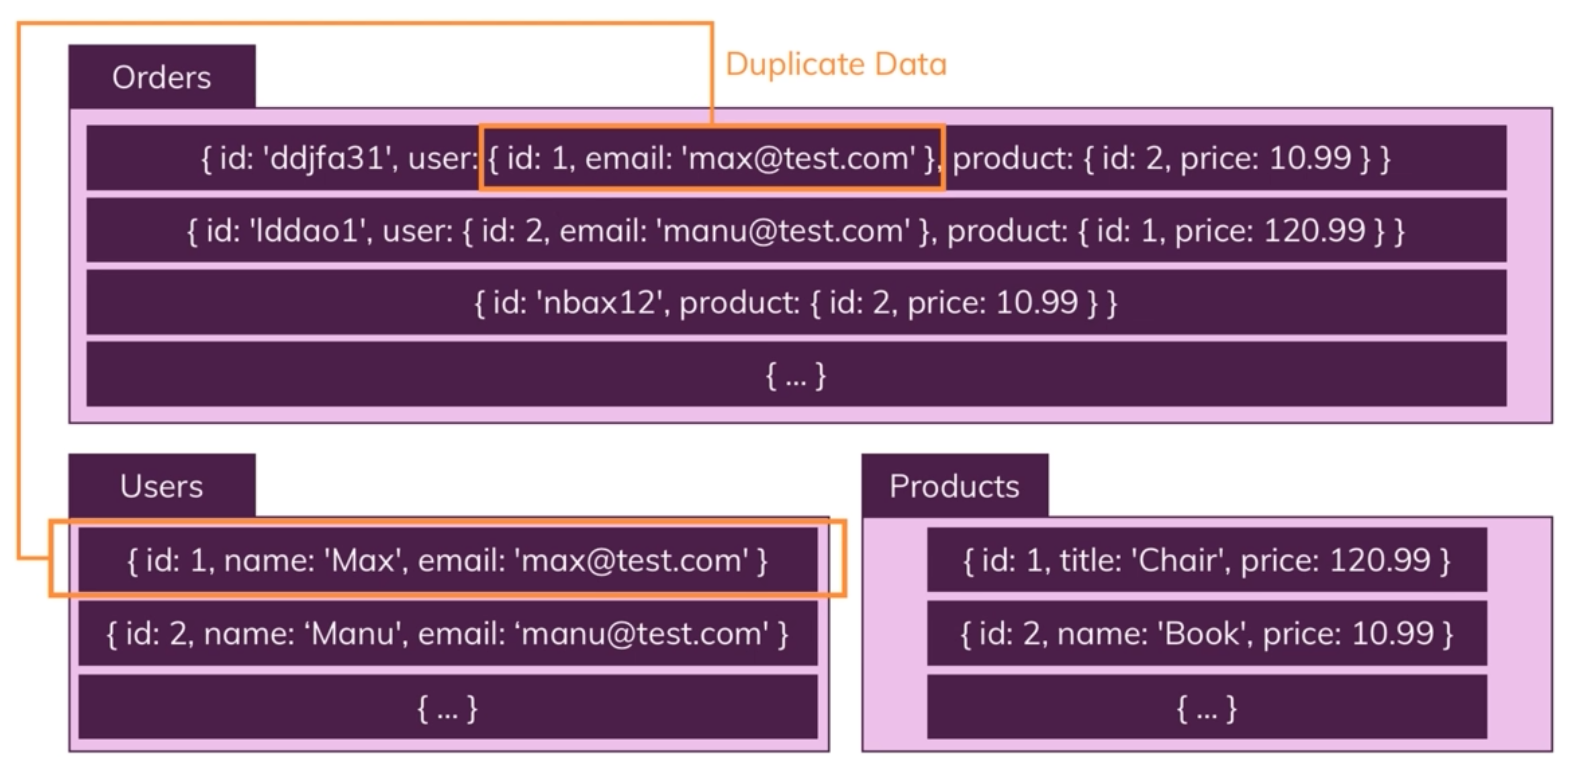 Duplicate Data
Orders
{ id: 'ddjfa31', user: { id: 1, email: 'max@test.com' }, product: { id: 2, price: 10.99 } }
{ id: 'lddao1', user: { id: 2, email: 'manu@test.com' }, product: { id: 1, price: 120.99 } }
{ id: 'nbax12', product: { id: 2, price: 10.99 } }
{ ... }
Users
{ id: 1, name: 'Max', email: 'max@test.com' }
{ id: 2, name: ‘Manu', email: ‘manu@test.com' }
{ ... }
Products
{ id: 1, title: 'Chair', price: 120.99 }
{ id: 2, name: 'Book', price: 10.99 }
{ ... }